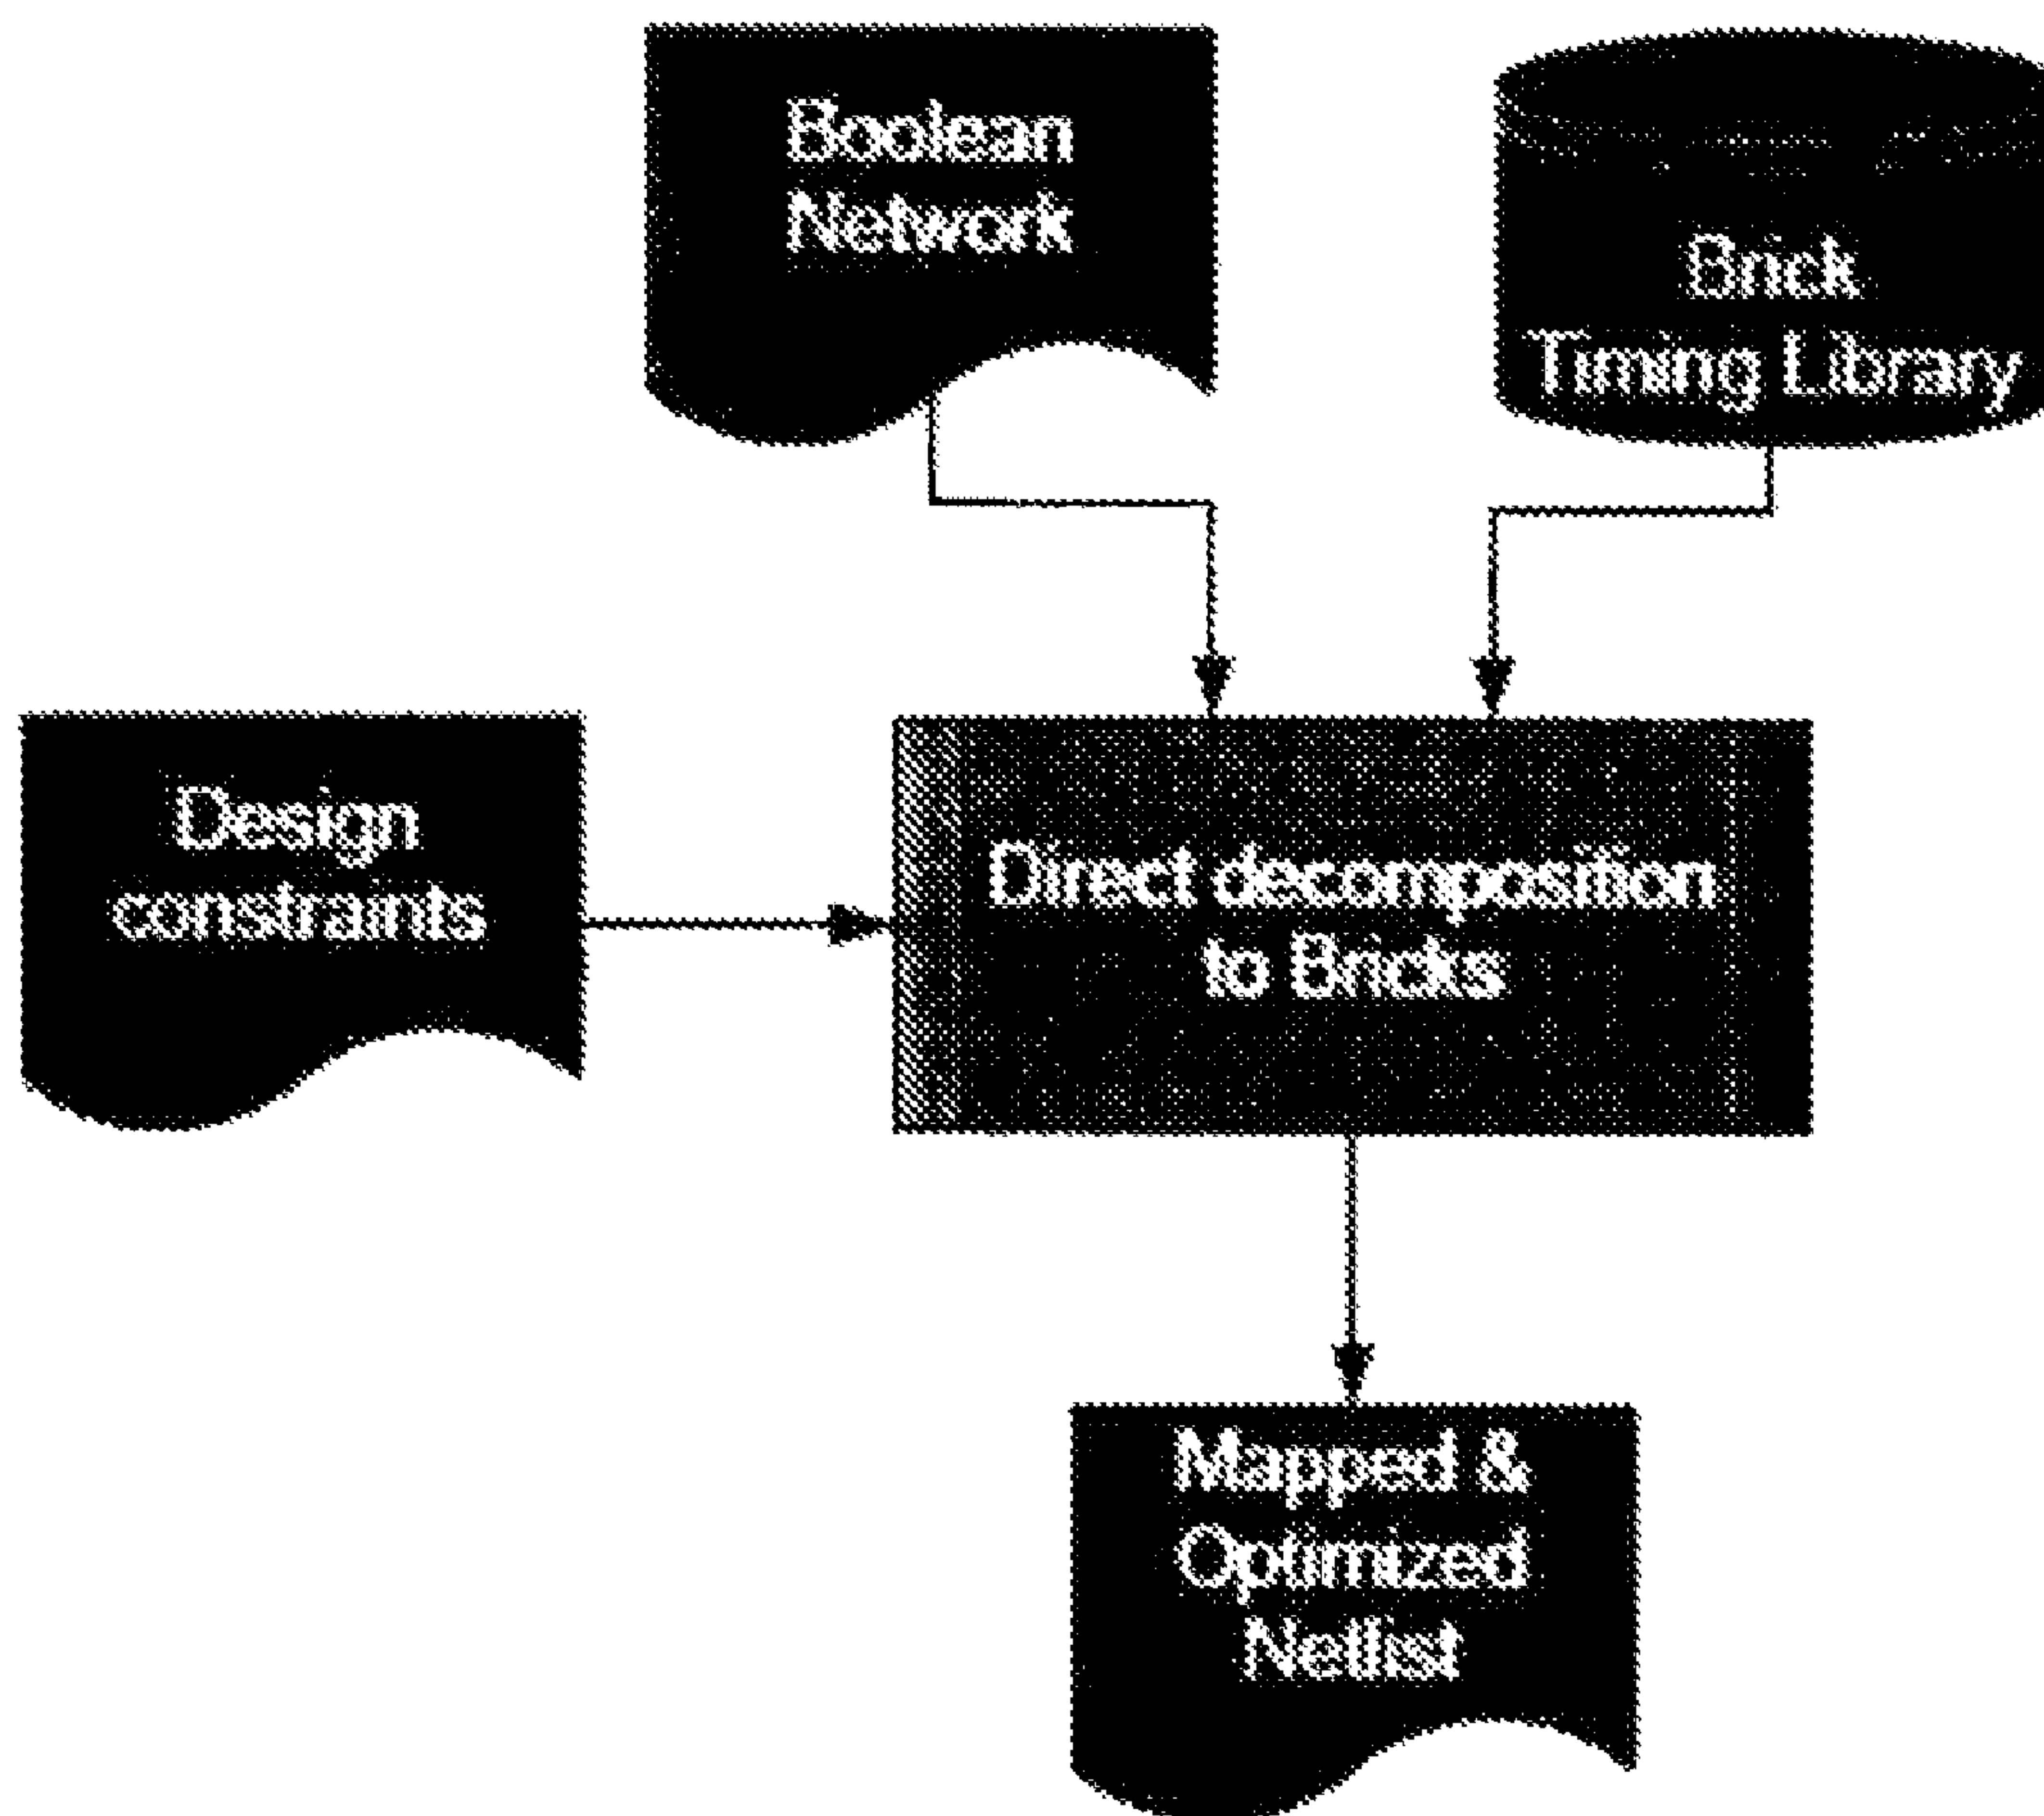 Boolean
Network
Brick
Timing Library
Design
constraints
Direct decomposition
to Bricks
Mapped &
Optimized
Netlist